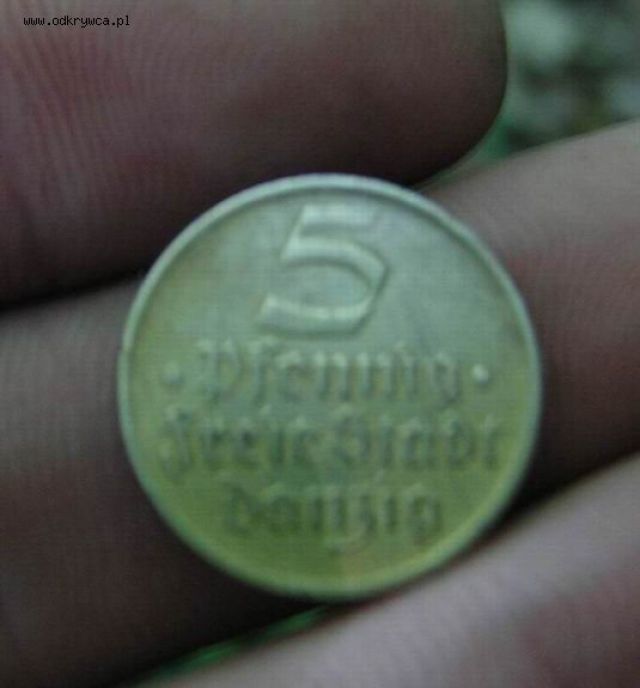 www.odkrywca.pl
5
· Pfennig ·
Freie Stadt
Danzig